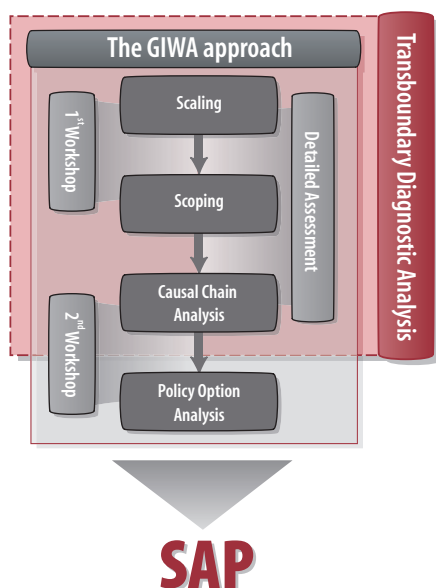 The GIWA approach
Scaling
1st Workshop
Detailed Assessment
Transboundary Diagnostic Analysis
Scoping
Causal Chain
Analysis
2nd Workshop
Policy Option
Analysis
SAP